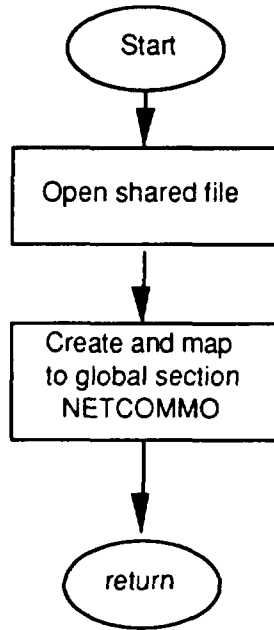 Start
Open shared file
Create and map
to global section
NETCOMMO
return